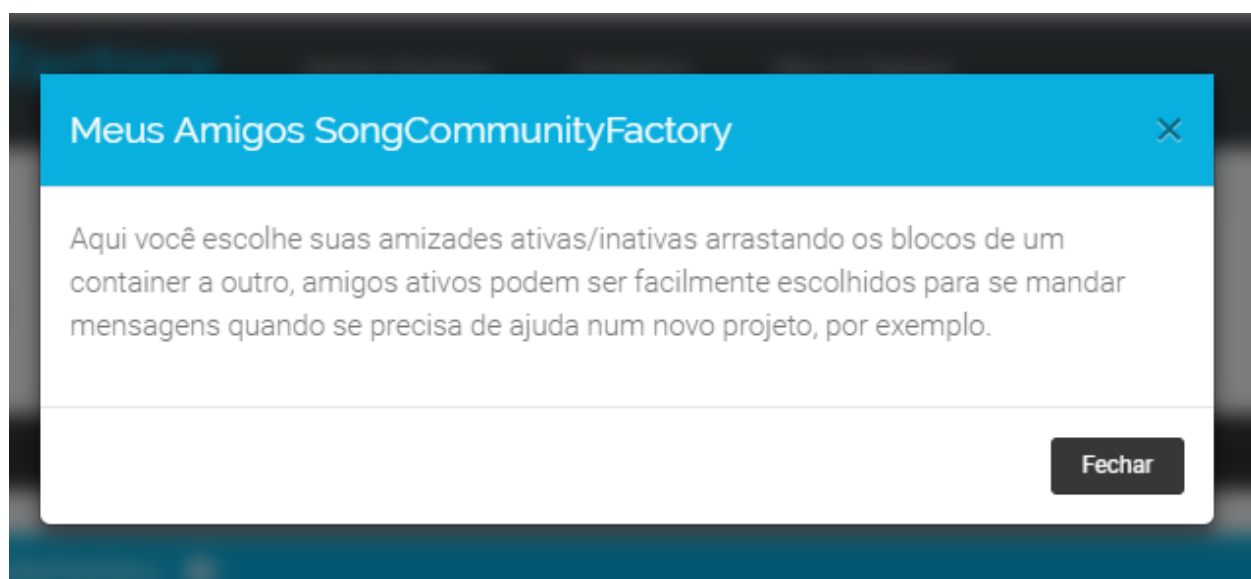 Meus Amigos SongCommunityFactory ×
Aqui você escolhe suas amizades ativas/inativas arrastando os blocos de um
container a outro, amigos ativos podem ser facilmente escolhidos para se mandar
mensagens quando se precisa de ajuda num novo projeto, por exemplo.
Fechar